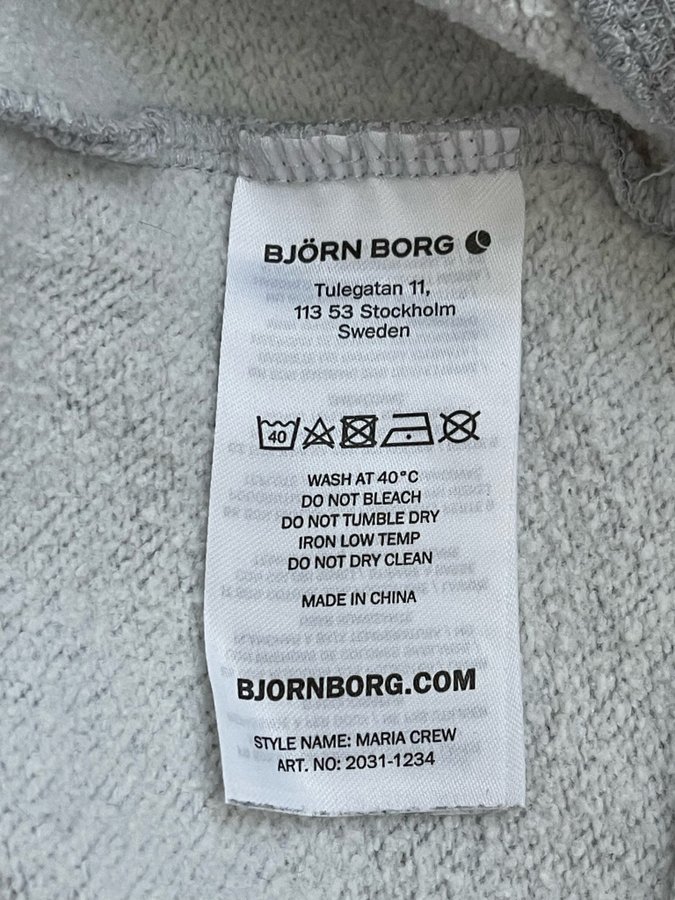 BJÖRN BORG
Tulegatan 11,
113 53 Stockholm
Sweden
40
WASH AT 40°C
DO NOT BLEACH
DO NOT TUMBLE DRY
IRON LOW TEMP
DO NOT DRY CLEAN
MADE IN CHINA
BJORNBORG.COM
STYLE NAME: MARIA CREW
ART. NO: 2031-1234